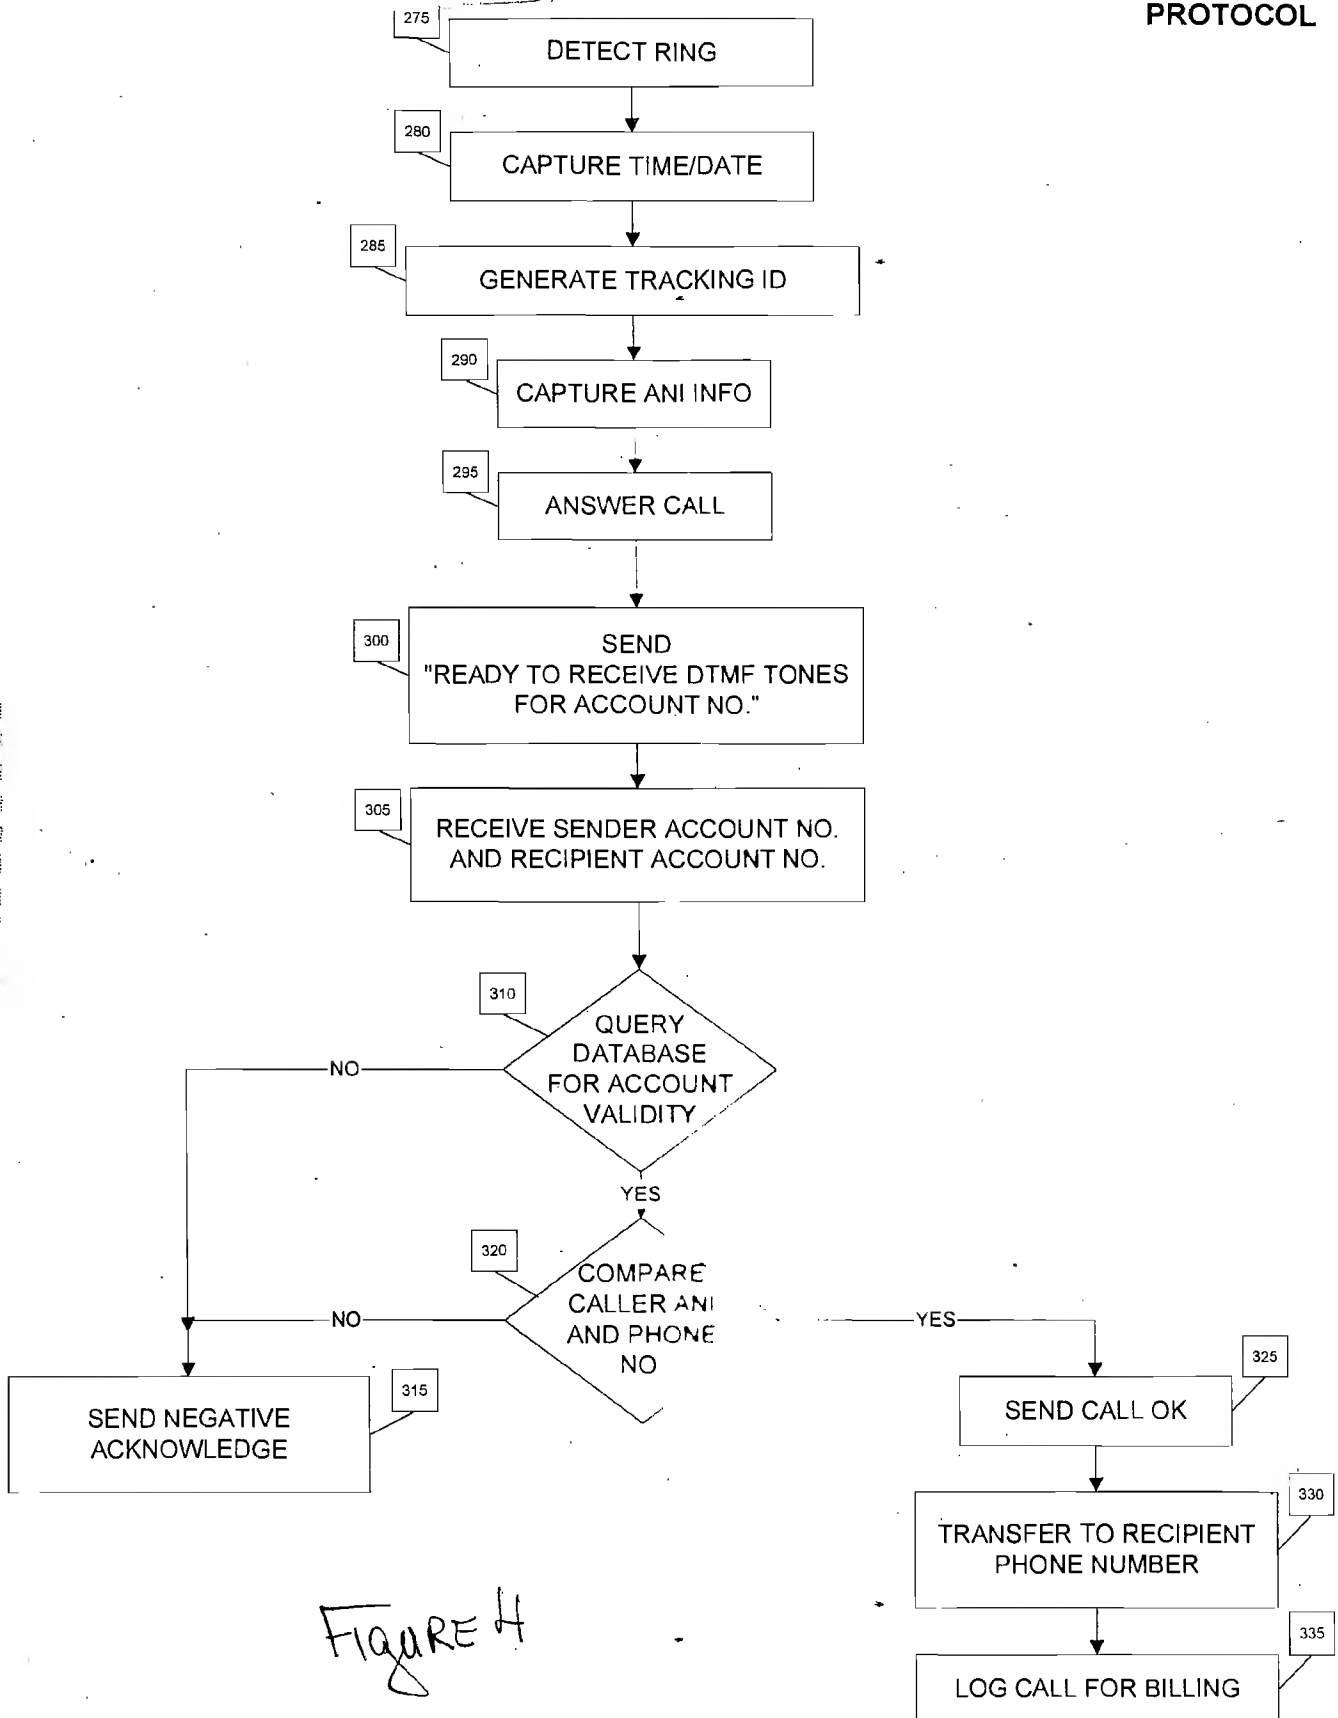 PROTOCOL
275
DETECT RING
280
CAPTURE TIME/DATE
285
GENERATE TRACKING ID
290
CAPTURE ANI INFO
295
ANSWER CALL
300
SEND
"READY TO RECEIVE DTMF TONES
FOR ACCOUNT NO."
305
RECEIVE SENDER ACCOUNT NO.
AND RECIPIENT ACCOUNT NO.
310
QUERY
DATABASE
FOR ACCOUNT
VALIDITY
NO
YES
320
COMPARE
CALLER ANI
AND PHONE
NO
NO
YES
315
SEND NEGATIVE
ACKNOWLEDGE
325
SEND CALL OK
330
TRANSFER TO RECIPIENT
PHONE NUMBER
335
LOG CALL FOR BILLING
FIGURE 4